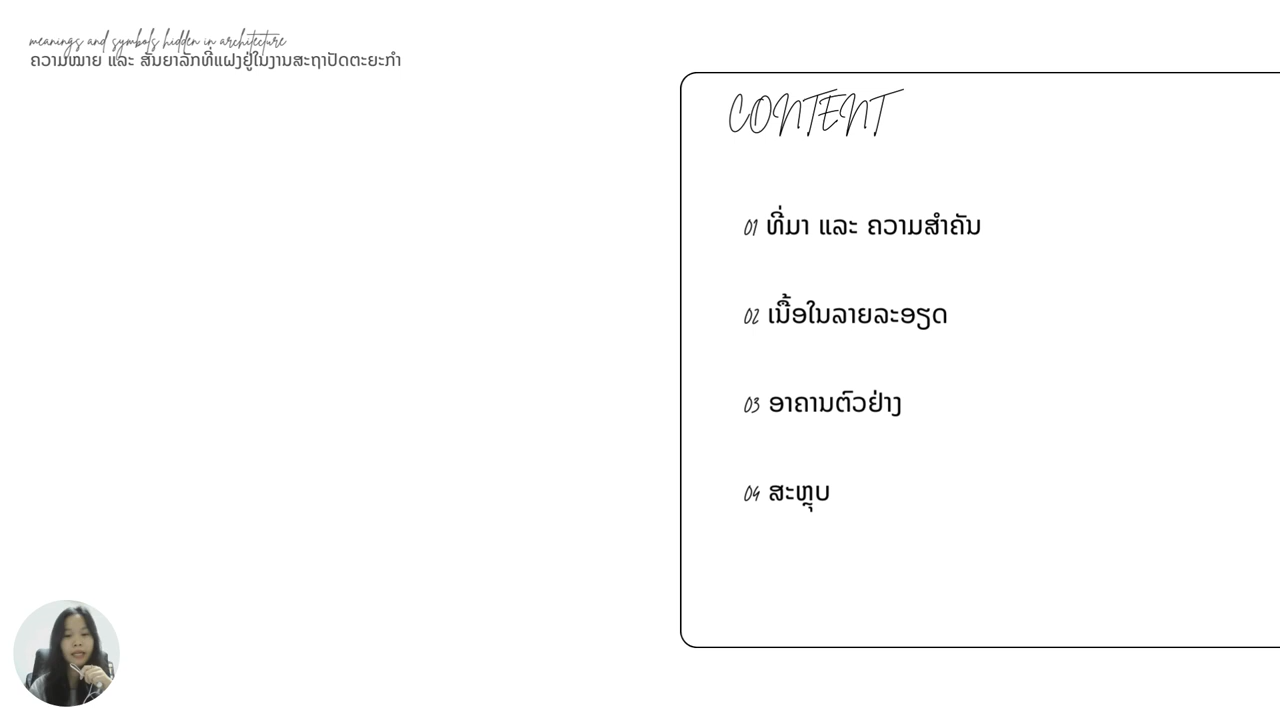 meanings and symbols hidden in architecture
ຄວາມໝາຍ ແລະ ສັນຍາລັກທີ່ແຝງຢູ່ໃນງານສະຖາປັດຕະຍະກຳ
CONTENT
01 ທີ່ມາ ແລະ ຄວາມສຳຄັນ
02 ເນື້ອໃນລາຍລະອຽດ
03 ອາຄານຕົວຢ່າງ
04 ສະຫຼຸບ